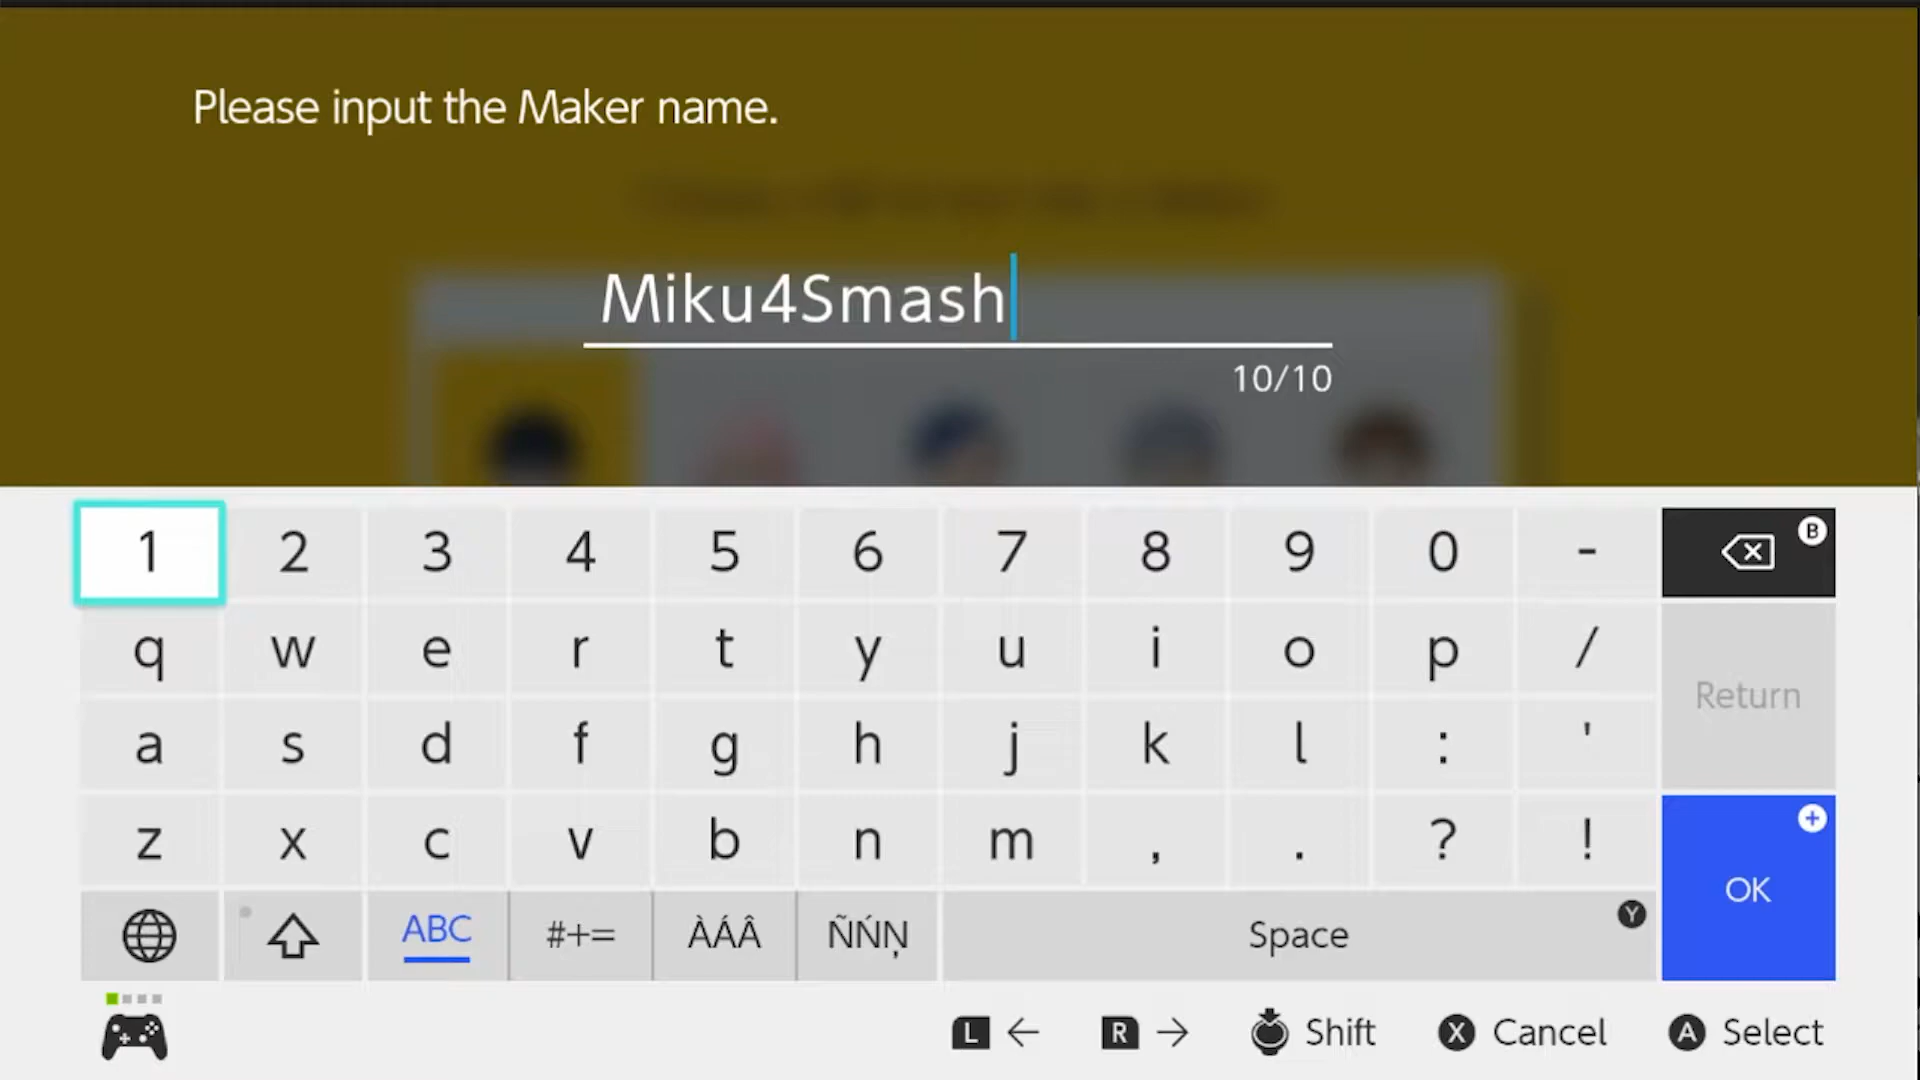 Please input the Maker name.
Miku4Smash
10/10
1 2 3 4 5 6 7 8 9 0 - B
q w e r t y u i o p / Return
a s d f g h j k l : '
z x c v b n m , . ? ! + OK
ABC #+= ÀÁÂ ÑŃŅ Space Y
L ← R → Shift X Cancel A Select